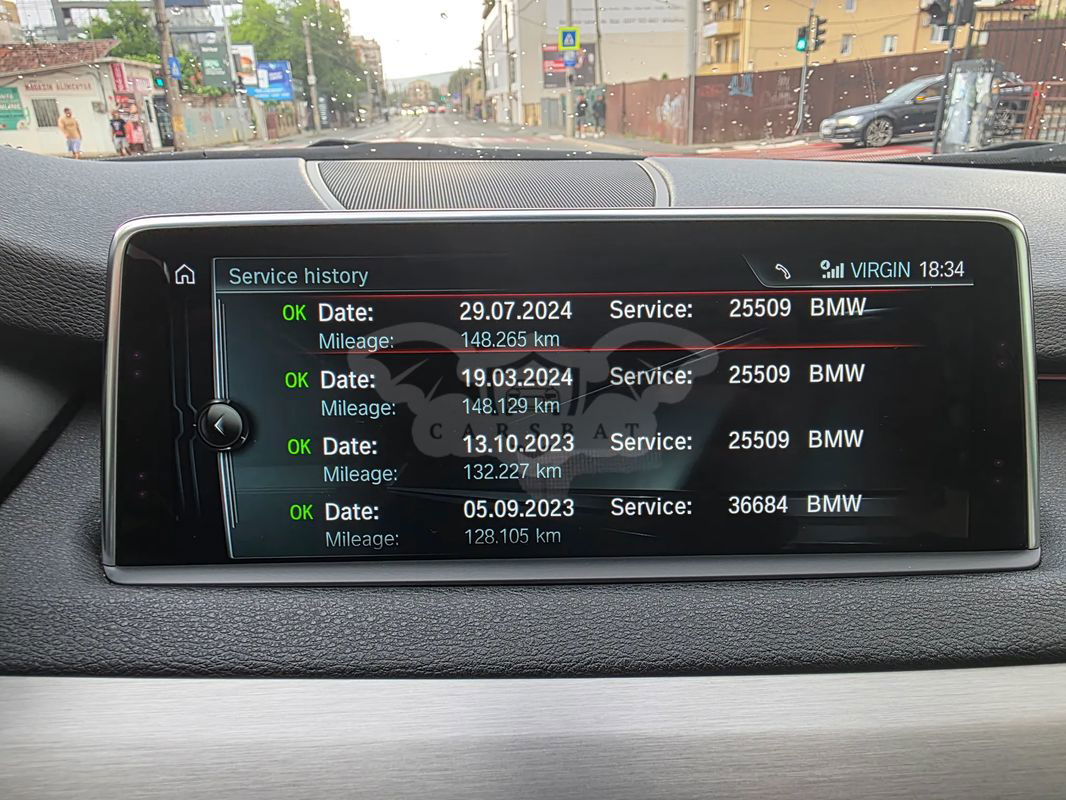 MAGAZIN ALIMENTAR
Service history
VIRGIN 18:34
OK Date: 29.07.2024 Service: 25509 BMW
Mileage: 148.265 km
OK Date: 19.03.2024 Service: 25509 BMW
Mileage: 148.129 km
CARSBAT
OK Date: 13.10.2023 Service: 25509 BMW
Mileage: 132.227 km
OK Date: 05.09.2023 Service: 36684 BMW
Mileage: 128.105 km